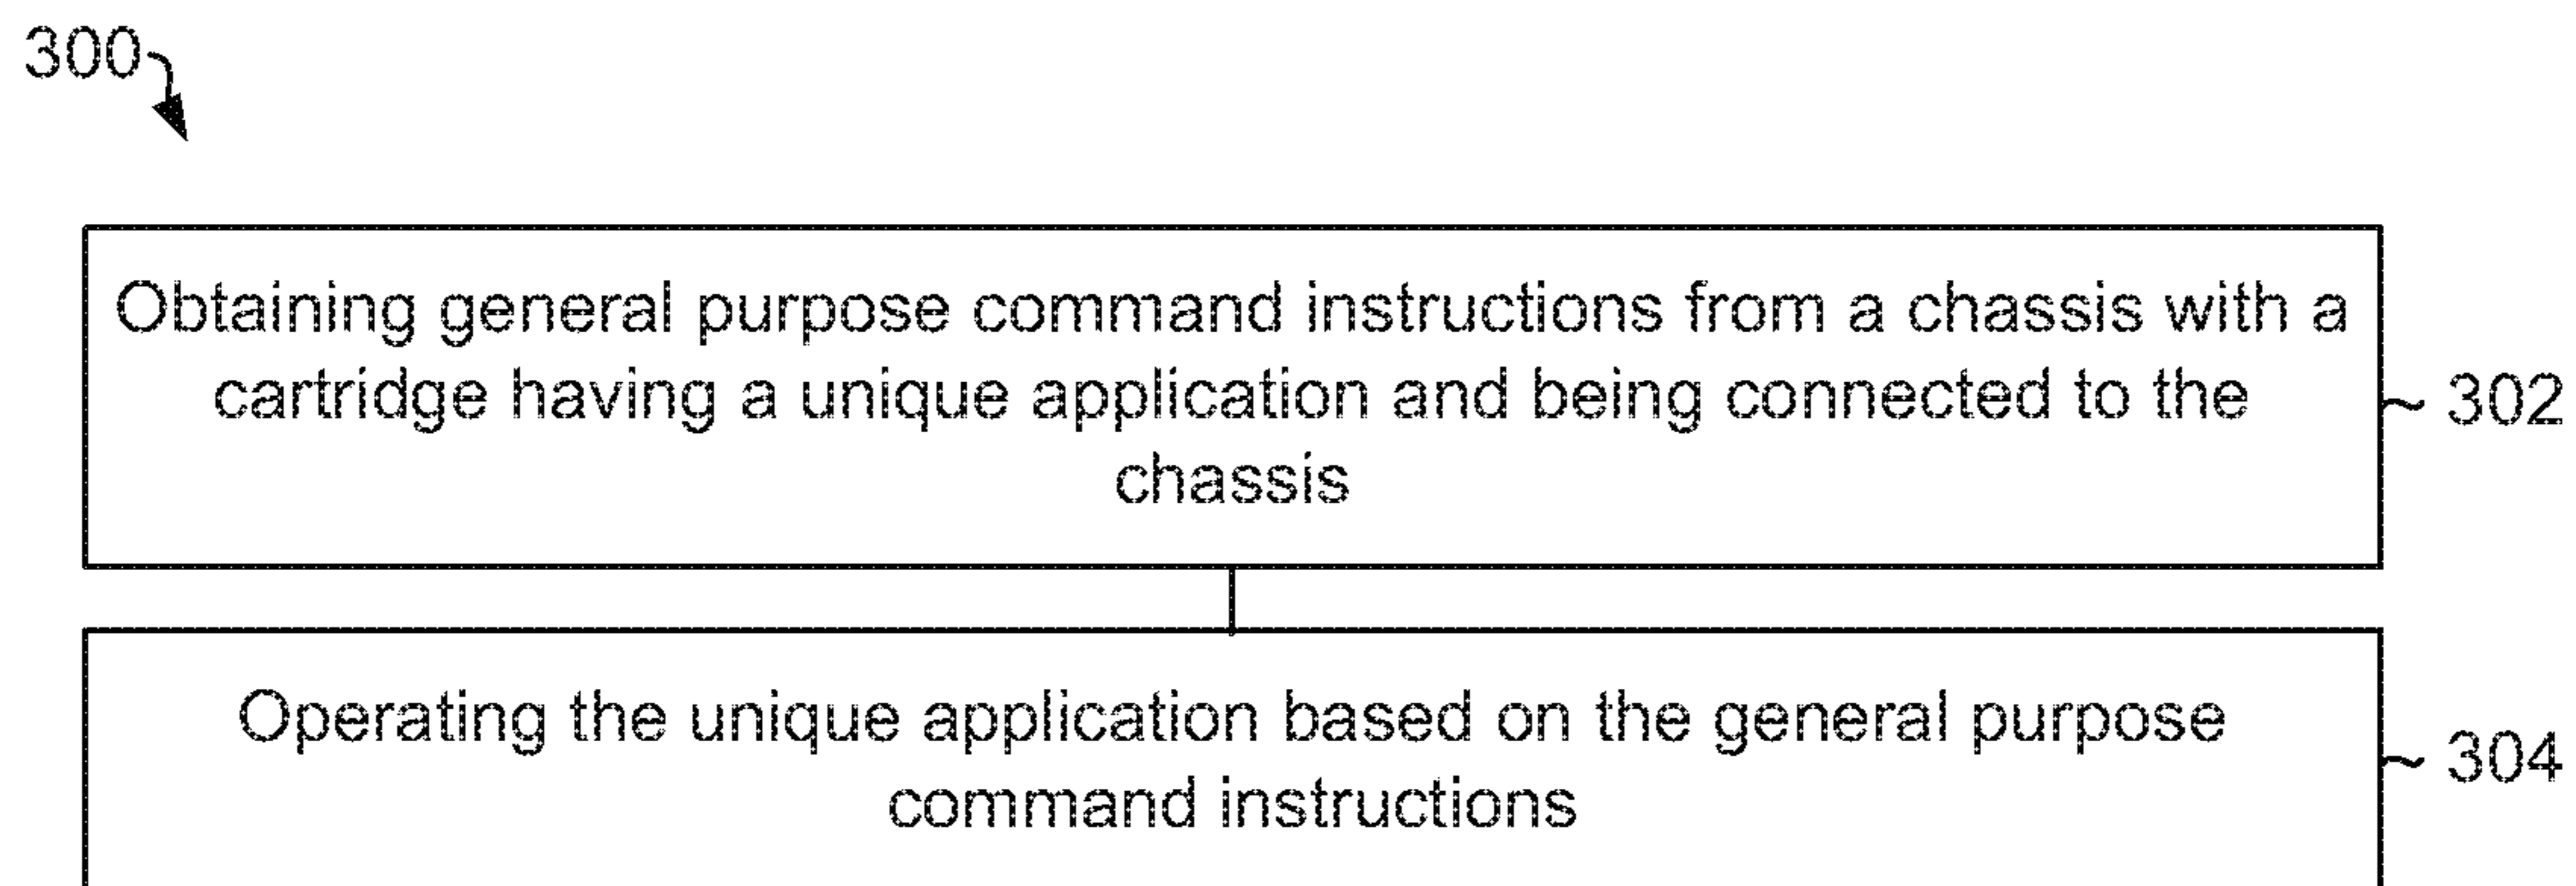 300
Obtaining general purpose command instructions from a chassis with a
cartridge having a unique application and being connected to the
chassis
302
Operating the unique application based on the general purpose
command instructions
304